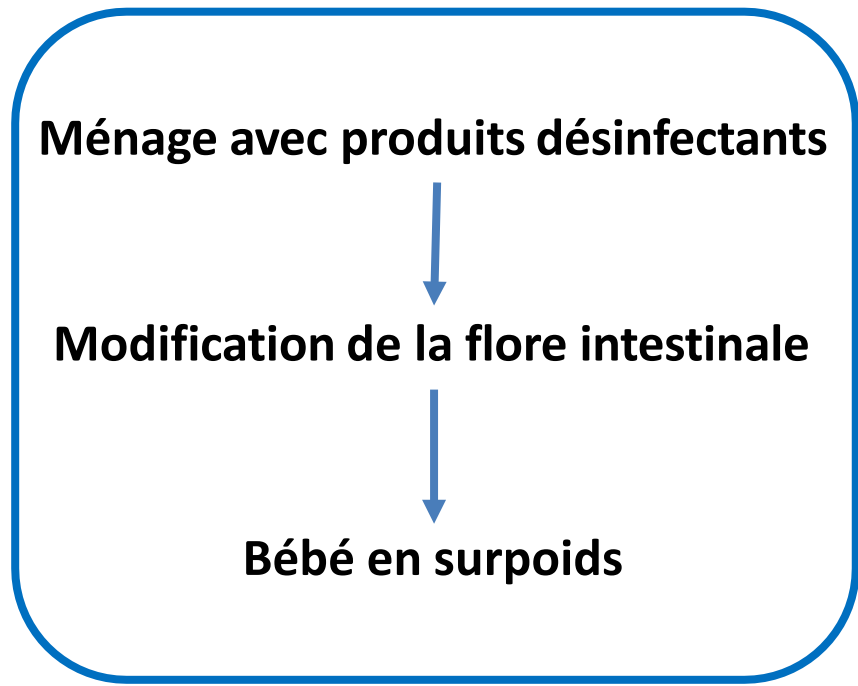 Ménage avec produits désinfectants
Modification de la flore intestinale
Bébé en surpoids